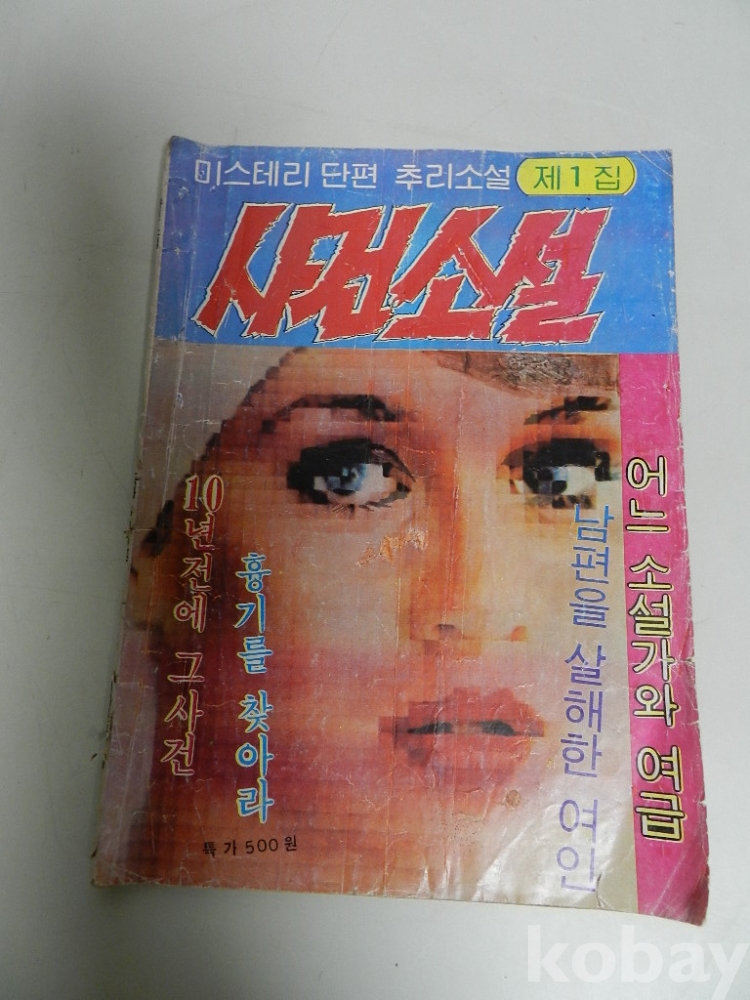 미스테리 단편 추리소설 제1집
사건소설
어느 소설가와 여급
남편을 살해한 여인
흉기를 찾아라
10년전에 그사건
특가 500원
kobay